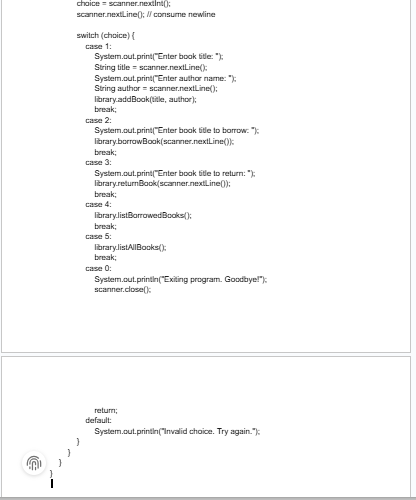 choice = scanner.nextInt();
scanner.nextLine(); // consume newline
switch (choice) {
case 1:
System.out.print("Enter book title: ");
String title = scanner.nextLine();
System.out.print("Enter author name: ");
String author = scanner.nextLine();
library.addBook(title, author);
break;
case 2:
System.out.print("Enter book title to borrow: ");
library.borrowBook(scanner.nextLine());
break;
case 3:
System.out.print("Enter book title to return: ");
library.returnBook(scanner.nextLine());
break;
case 4:
library.listBorrowedBooks();
break;
case 5:
library.listAllBooks();
break;
case 0:
System.out.println("Exiting program. Goodbye!");
scanner.close();
return;
default:
System.out.println("Invalid choice. Try again.");
}
}
}
}